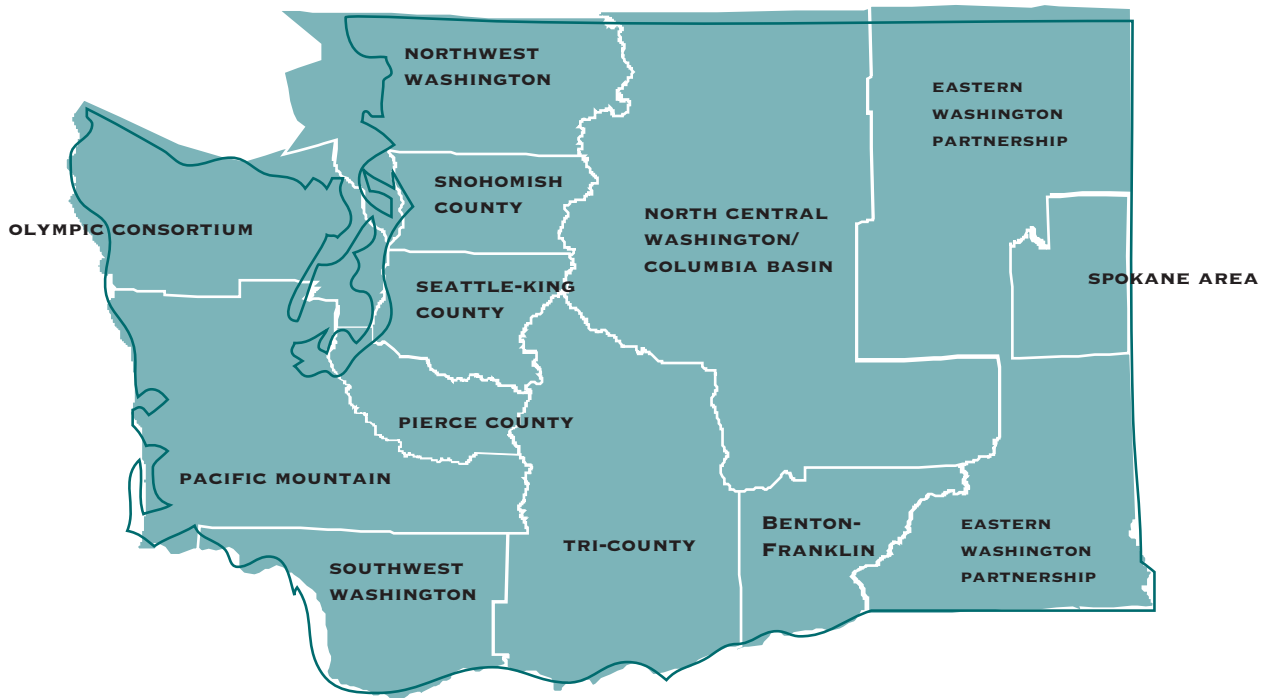 NORTHWEST
WASHINGTON
EASTERN
WASHINGTON
PARTNERSHIP
SNOHOMISH
COUNTY
NORTH CENTRAL
WASHINGTON/
COLUMBIA BASIN
OLYMPIC CONSORTIUM
SEATTLE-KING
COUNTY
SPOKANE AREA
PIERCE COUNTY
PACIFIC MOUNTAIN
BENTON-
FRANKLIN
TRI-COUNTY
EASTERN
WASHINGTON
PARTNERSHIP
SOUTHWEST
WASHINGTON